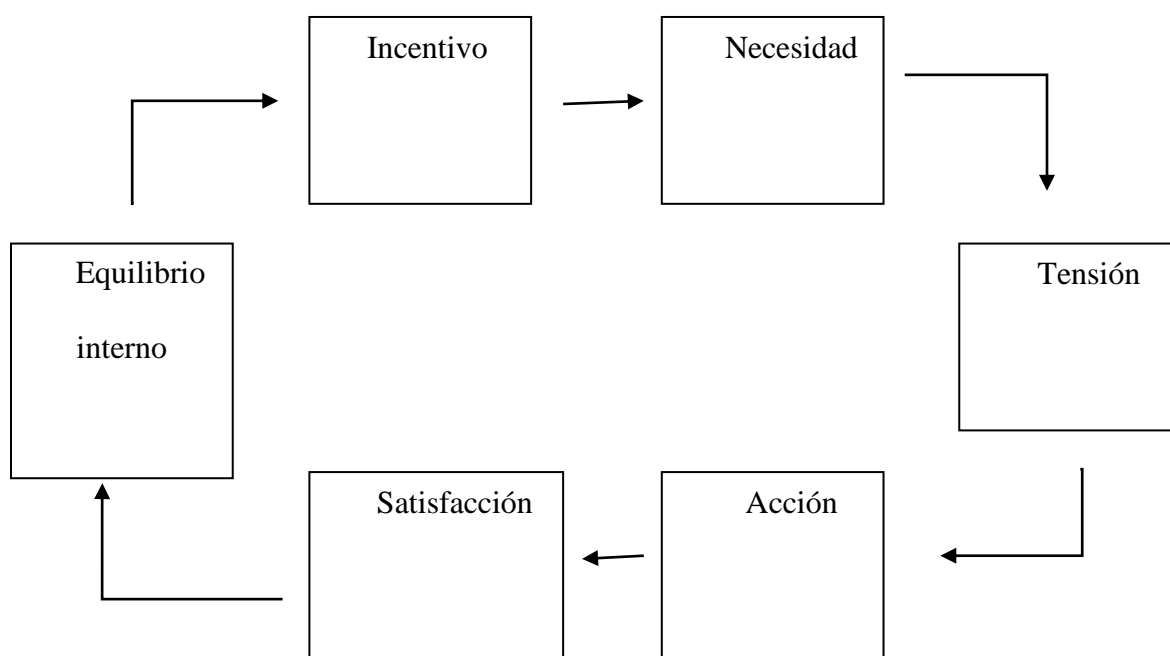 Incentivo
Necesidad
Equilibrio
interno
Tensión
Satisfacción
Acción